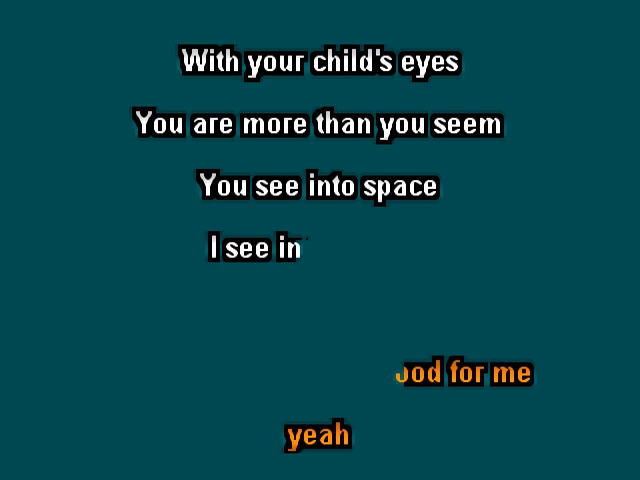 With your child's eyes
You are more than you seem
You see into space
I see in
for me
yeah